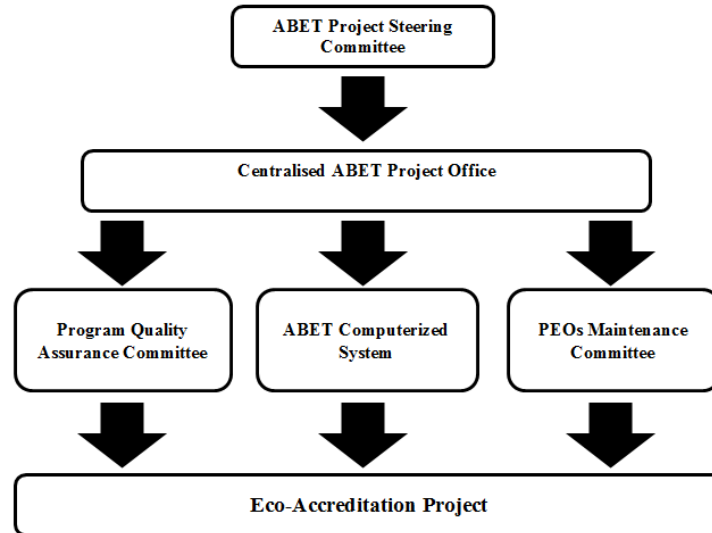 ABET Project Steering
Committee
Centralised ABET Project Office
Program Quality
Assurance Committee
ABET Computerized
System
PEOs Maintenance
Committee
Eco-Accreditation Project